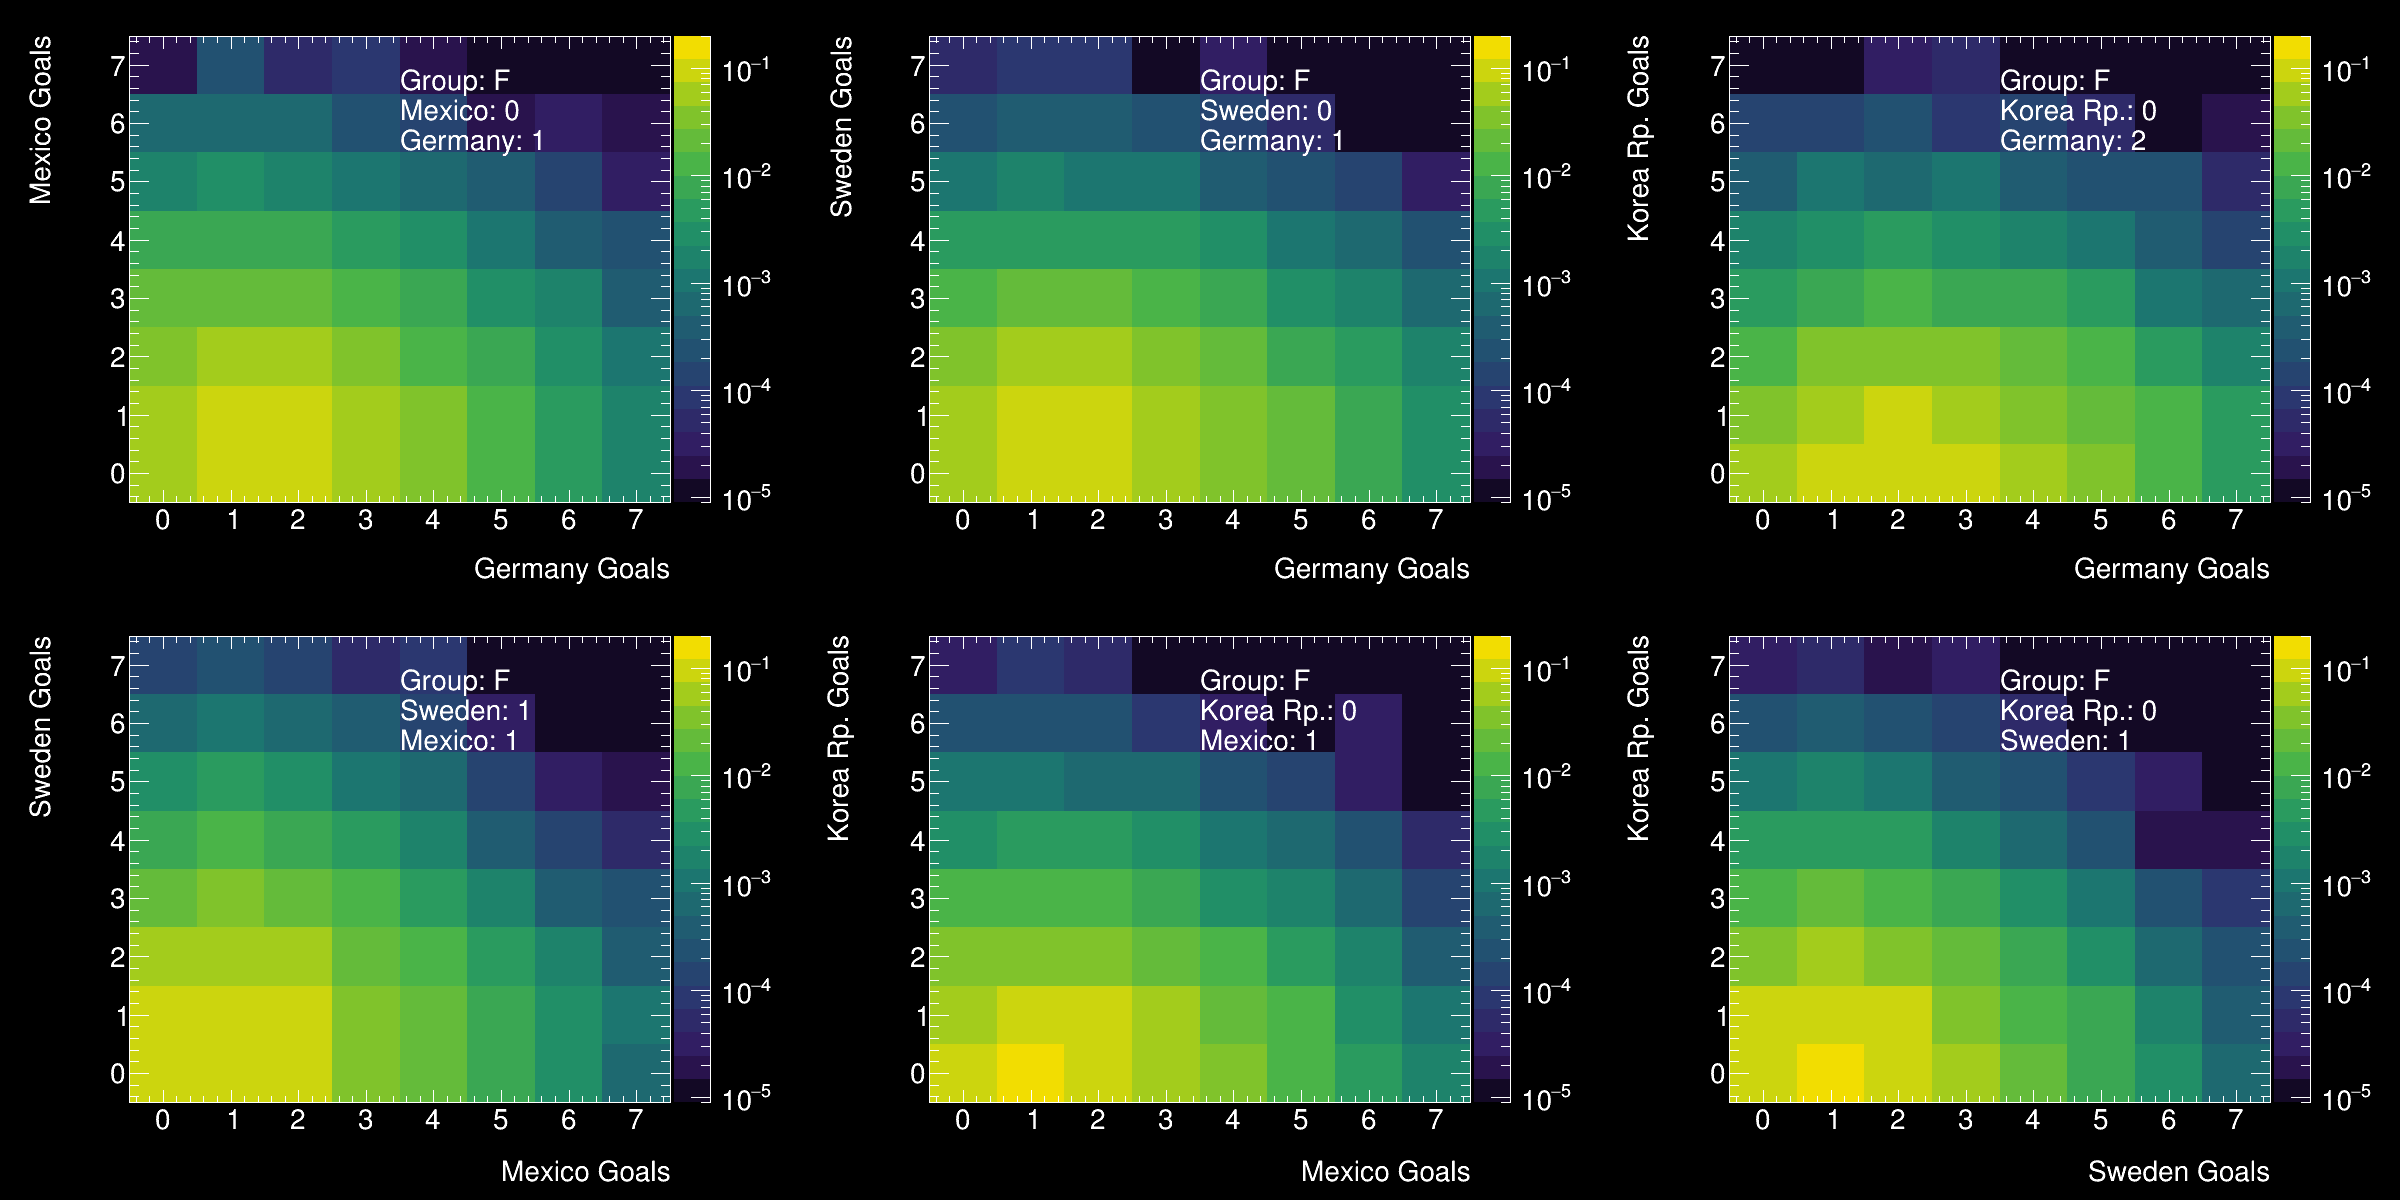 Mexico Goals
7
6
5
4
3
2
1
0
Group: F
Mexico: 0
Germany: 1
10⁻¹
10⁻²
10⁻³
10⁻⁴
10⁻⁵
0 1 2 3 4 5 6 7
Germany Goals
Sweden Goals
7
6
5
4
3
2
1
0
Group: F
Sweden: 0
Germany: 1
10⁻¹
10⁻²
10⁻³
10⁻⁴
10⁻⁵
0 1 2 3 4 5 6 7
Germany Goals
Korea Rp. Goals
7
6
5
4
3
2
1
0
Group: F
Korea Rp.: 0
Germany: 2
10⁻¹
10⁻²
10⁻³
10⁻⁴
10⁻⁵
0 1 2 3 4 5 6 7
Germany Goals
Sweden Goals
7
6
5
4
3
2
1
0
Group: F
Sweden: 1
Mexico: 1
10⁻¹
10⁻²
10⁻³
10⁻⁴
10⁻⁵
0 1 2 3 4 5 6 7
Mexico Goals
Korea Rp. Goals
7
6
5
4
3
2
1
0
Group: F
Korea Rp.: 0
Mexico: 1
10⁻¹
10⁻²
10⁻³
10⁻⁴
10⁻⁵
0 1 2 3 4 5 6 7
Mexico Goals
Korea Rp. Goals
7
6
5
4
3
2
1
0
Group: F
Korea Rp.: 0
Sweden: 1
10⁻¹
10⁻²
10⁻³
10⁻⁴
10⁻⁵
0 1 2 3 4 5 6 7
Sweden Goals